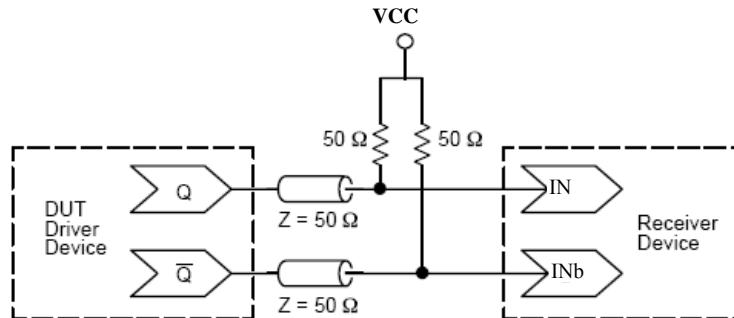 VCC
50 Ω 50 Ω
DUT
Driver
Device
Q
Z = 50 Ω
IN
Receiver
Device
Q̅
Z = 50 Ω
INb